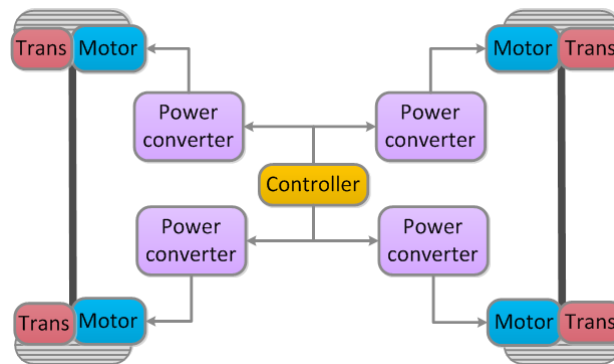 Trans Motor
Motor Trans
Power
converter
Power
converter
Controller
Power
converter
Power
converter
Trans Motor
Motor Trans